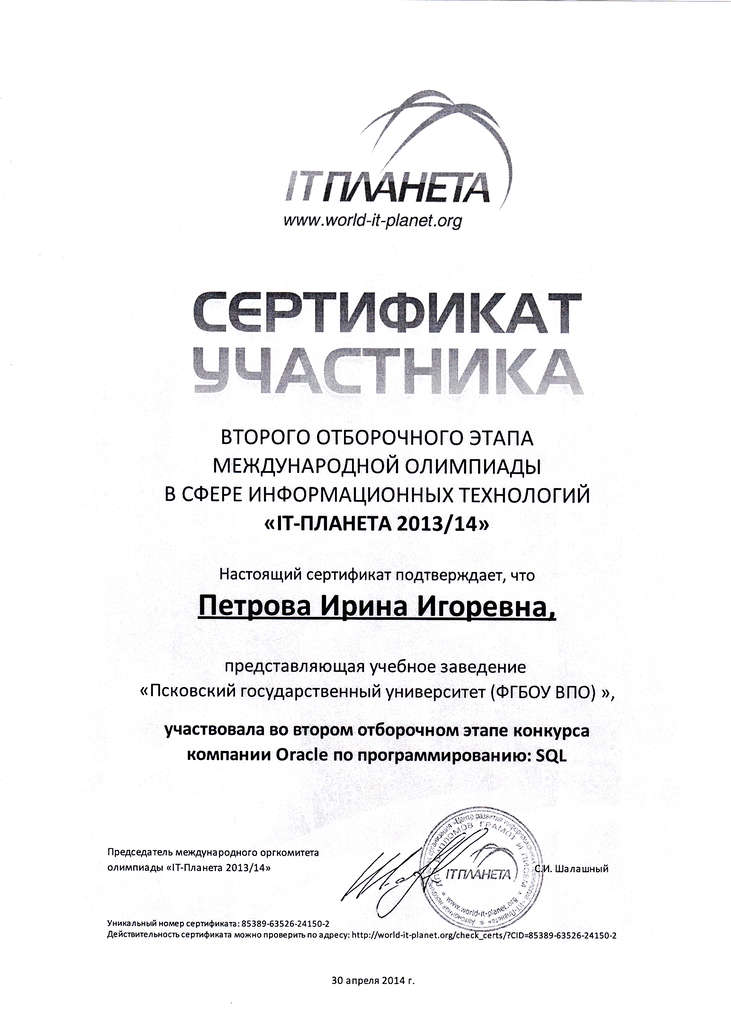 IT ПЛАНЕТА
www.world-it-planet.org
СЕРТИФИКАТ
УЧАСТНИКА
ВТОРОГО ОТБОРОЧНОГО ЭТАПА
МЕЖДУНАРОДНОЙ ОЛИМПИАДЫ
В СФЕРЕ ИНФОРМАЦИОННЫХ ТЕХНОЛОГИЙ
«IT-ПЛАНЕТА 2013/14»
Настоящий сертификат подтверждает, что
Петрова Ирина Игоревна,
представляющая учебное заведение
«Псковский государственный университет (ФГБОУ ВПО) »,
участвовала во втором отборочном этапе конкурса
компании Oracle по программированию: SQL
Председатель международного оргкомитета
олимпиады «IT-Планета 2013/14»
IT ПЛАНЕТА
www.world-it-planet.org
С.И. Шалашный
Уникальный номер сертификата: 85389-63526-24150-2
Действительность сертификата можно проверить по адресу: http://world-it-planet.org/check_certs/?CID=85389-63526-24150-2
30 апреля 2014 г.